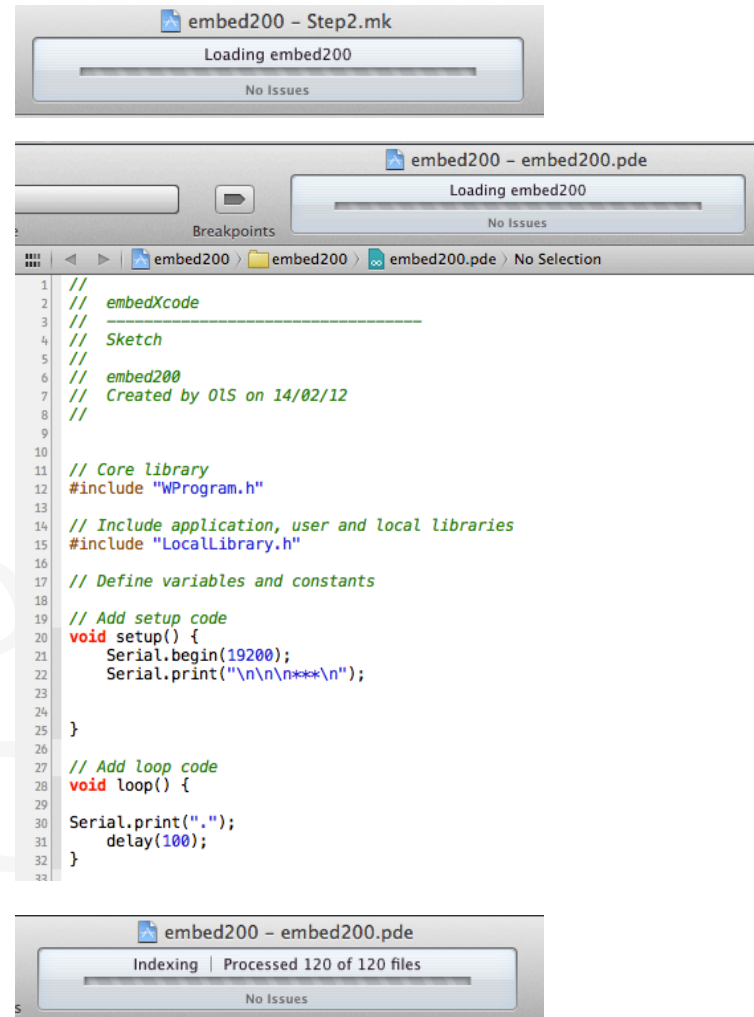 embed200 – Step2.mk
Loading embed200
No Issues
embed200 – embed200.pde
Loading embed200
No Issues
Breakpoints
embed200 〉 embed200 〉 embed200.pde 〉 No Selection
1 //
2 // embedXcode
3 // ----------------------------------
4 // Sketch
5 //
6 // embed200
7 // Created by OlS on 14/02/12
8 //
9
10
11 // Core library
12 #include "WProgram.h"
13
14 // Include application, user and local libraries
15 #include "LocalLibrary.h"
16
17 // Define variables and constants
18
19 // Add setup code
20 void setup() {
21     Serial.begin(19200);
22     Serial.print("\n\n\n***\n");
23
24
25 }
26
27 // Add loop code
28 void loop() {
29
30 Serial.print(".");
31     delay(100);
32 }
33
embed200 – embed200.pde
Indexing | Processed 120 of 120 files
No Issues
s